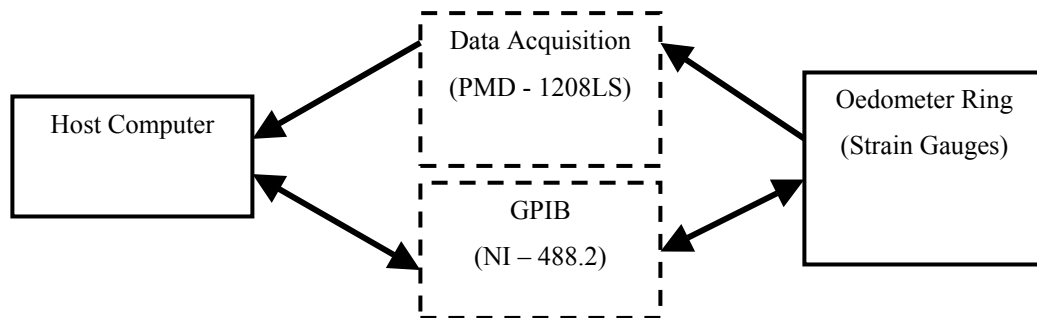 Host Computer
Data Acquisition
(PMD - 1208LS)
GPIB
(NI – 488.2)
Oedometer Ring
(Strain Gauges)